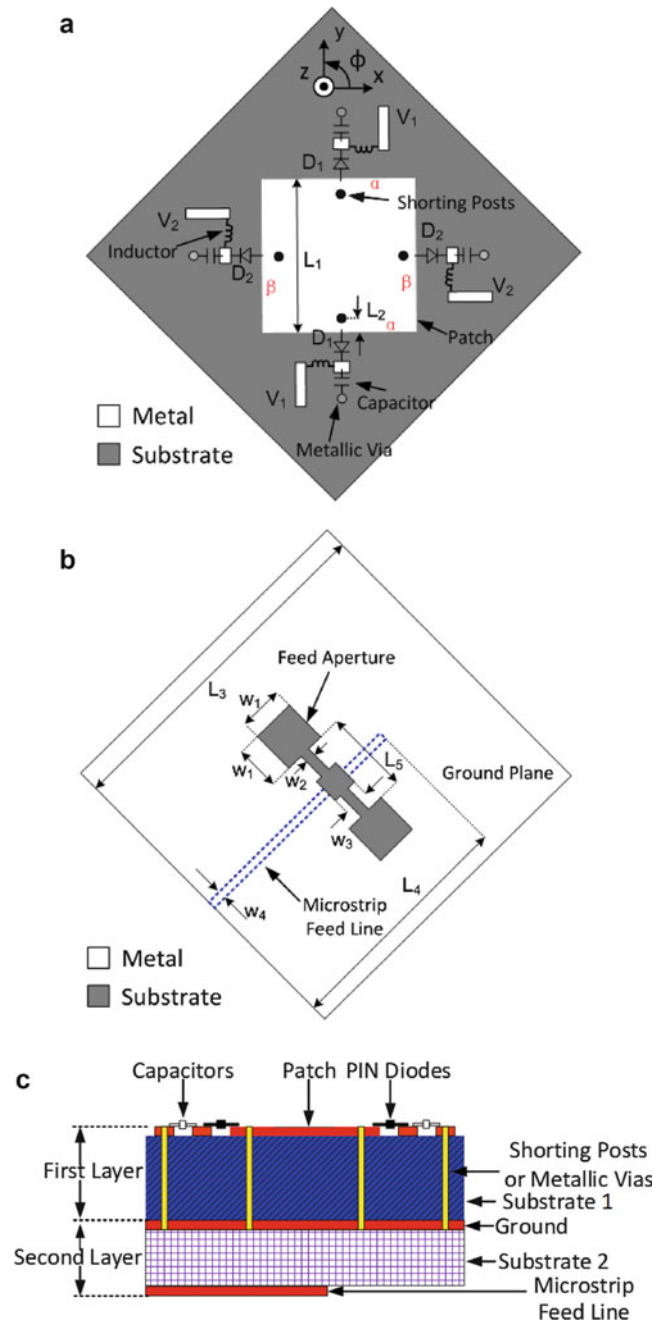 a
y
ϕ
z
x
V1
D1
α
Shorting Posts
V2
Inductor
D2
L1
β
β
D2
V2
L2
α
D1
Patch
V1
Capacitor
Metallic Via
Metal
Substrate
b
Feed Aperture
L3
w1
w1
w2
L5
Ground Plane
w3
L4
w4
Microstrip
Feed Line
Metal
Substrate
c
Capacitors
Patch
PIN Diodes
First Layer
Shorting Posts
or Metallic Vias
Substrate 1
Ground
Second Layer
Substrate 2
Microstrip
Feed Line